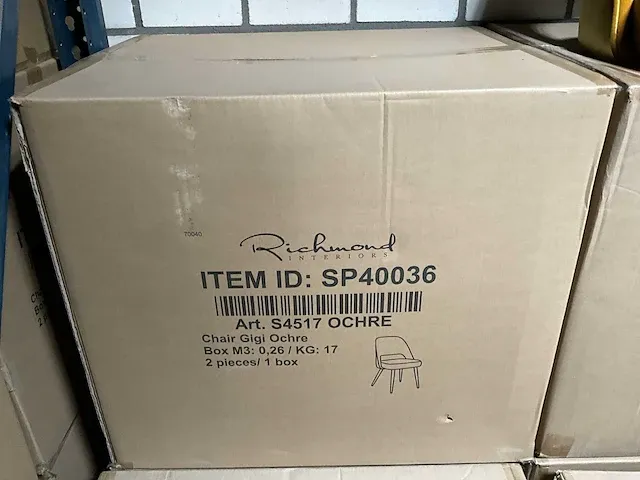 70040
Richmond
INTERIORS
ITEM ID: SP40036
Art. S4517 OCHRE
Chair Gigi Ochre
Box M3: 0,26 / KG: 17
2 pieces/ 1 box